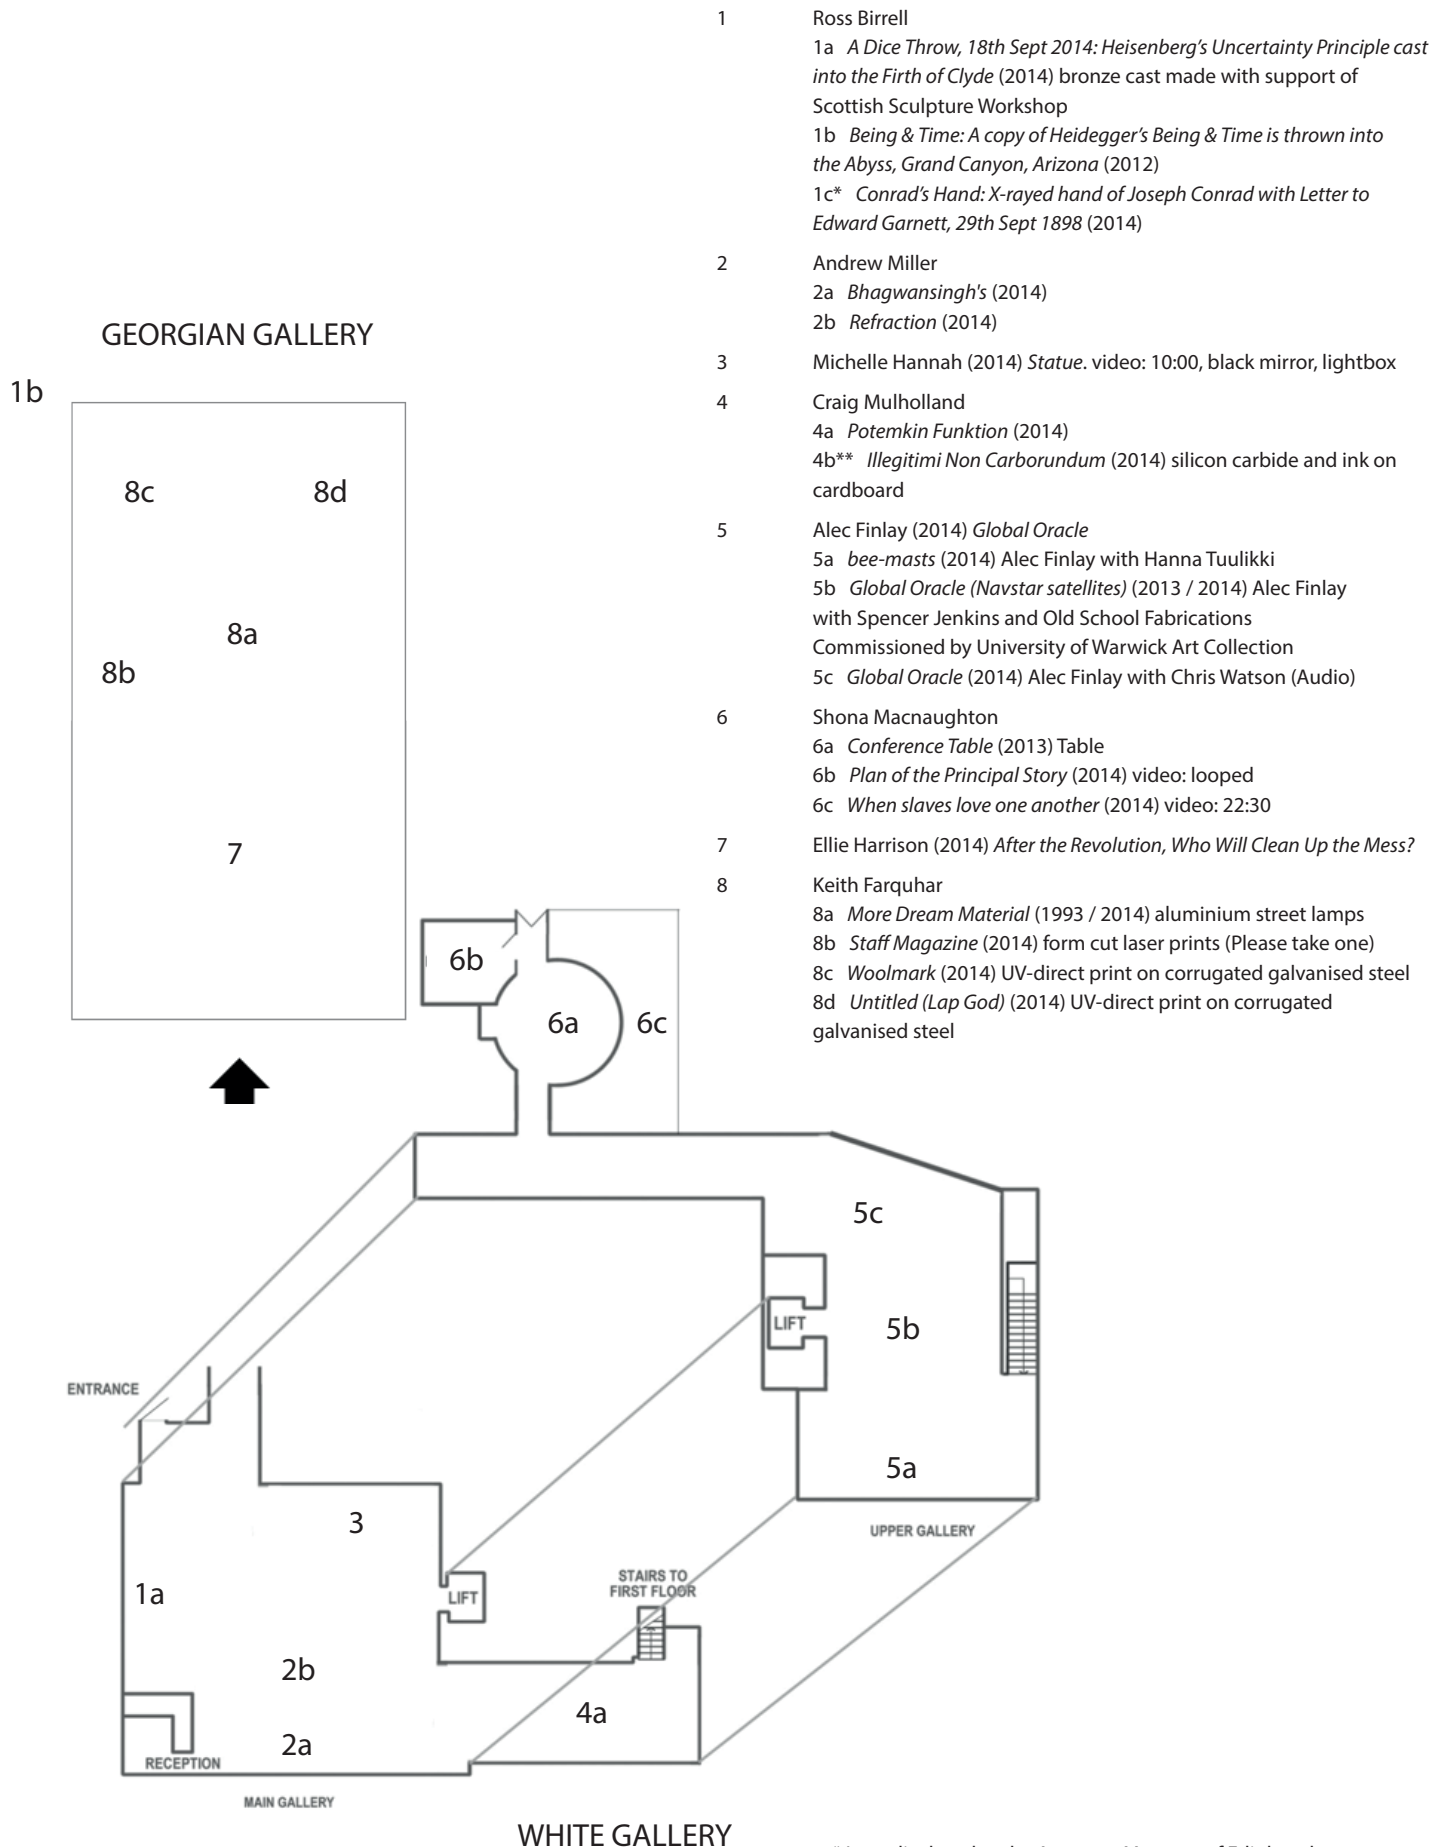 1 Ross Birrell
1a A Dice Throw, 18th Sept 2014: Heisenberg's Uncertainty Principle cast
into the Firth of Clyde (2014) bronze cast made with support of
Scottish Sculpture Workshop
1b Being & Time: A copy of Heidegger's Being & Time is thrown into
the Abyss, Grand Canyon, Arizona (2012)
1c* Conrad's Hand: X-rayed hand of Joseph Conrad with Letter to
Edward Garnett, 29th Sept 1898 (2014)
2 Andrew Miller
2a Bhagwansingh's (2014)
2b Refraction (2014)
3 Michelle Hannah (2014) Statue. video: 10:00, black mirror, lightbox
4 Craig Mulholland
4a Potemkin Funktion (2014)
4b** Illegitimi Non Carborundum (2014) silicon carbide and ink on
cardboard
5 Alec Finlay (2014) Global Oracle
5a bee-masts (2014) Alec Finlay with Hanna Tuulikki
5b Global Oracle (Navstar satellites) (2013 / 2014) Alec Finlay
with Spencer Jenkins and Old School Fabrications
Commissioned by University of Warwick Art Collection
5c Global Oracle (2014) Alec Finlay with Chris Watson (Audio)
6 Shona Macnaughton
6a Conference Table (2013) Table
6b Plan of the Principal Story (2014) video: looped
6c When slaves love one another (2014) video: 22:30
7 Ellie Harrison (2014) After the Revolution, Who Will Clean Up the Mess?
8 Keith Farquhar
8a More Dream Material (1993 / 2014) aluminium street lamps
8b Staff Magazine (2014) form cut laser prints (Please take one)
8c Woolmark (2014) UV-direct print on corrugated galvanised steel
8d Untitled (Lap God) (2014) UV-direct print on corrugated
galvanised steel
GEORGIAN GALLERY
1b
8c 8d
8a
8b
7
6b
6a 6c
5c
LIFT
5b
ENTRANCE
5a
UPPER GALLERY
3
STAIRS TO
FIRST FLOOR
1a
LIFT
2b
4a
2a
RECEPTION
MAIN GALLERY
WHITE GALLERY